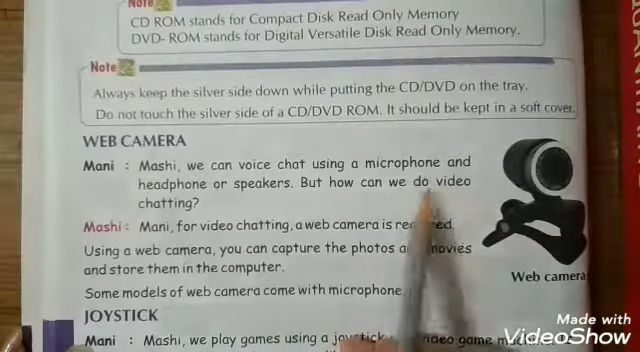 Note
CD ROM stands for Compact Disk Read Only Memory
DVD- ROM stands for Digital Versatile Disk Read Only Memory.
Note
Always keep the silver side down while putting the CD/DVD on the tray.
Do not touch the silver side of a CD/DVD ROM. It should be kept in a soft cover.
WEB CAMERA
Mani : Mashi, we can voice chat using a microphone and
headphone or speakers. But how can we do video
chatting?
Mashi : Mani, for video chatting, a web camera is
Using a web camera, you can capture the photos movies
and store them in the computer.
Some models of web camera come with microphone.
Web camera
JOYSTICK
Mani : Mashi, we play games using a joystick video game
Made with
VideoShow